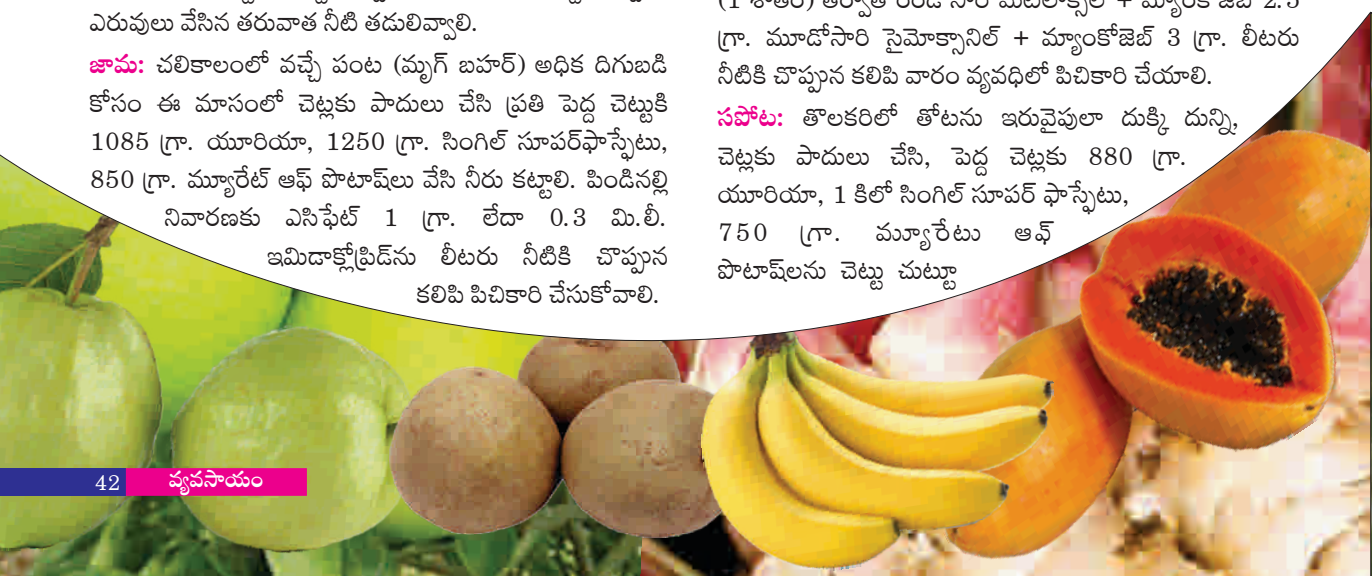 ఎరువులు వేసిన తరువాత నీటి తడులివ్వాలి.
జామ: చలికాలంలో వచ్చే పంట (మృగ్ బహర్) అధిక దిగుబడి
కోసం ఈ మాసంలో చెట్లకు పాదులు చేసి ప్రతి పెద్ద చెట్టుకి
1085 గ్రా. యూరియా, 1250 గ్రా. సింగిల్ సూపర్‌ఫాస్ఫేటు,
850 గ్రా. మ్యూరేట్ ఆఫ్ పొటాష్‌లు వేసి నీరు కట్టాలి. పిండినల్లి
నివారణకు ఎసిఫేట్ 1 గ్రా. లేదా 0.3 మి.లీ.
ఇమిడాక్లోప్రిడ్‌ను లీటరు నీటికి చొప్పున
కలిపి పిచికారి చేసుకోవాలి.
గ్రా. మూడోసారి సైమోక్సానిల్ + మ్యాంకోజెబ్ 3 గ్రా. లీటరు
నీటికి చొప్పున కలిపి వారం వ్యవధిలో పిచికారి చేయాలి.
సపోట: తొలకరిలో తోటను ఇరువైపులా దుక్కి దున్ని,
చెట్లకు పాదులు చేసి, పెద్ద చెట్లకు 880 గ్రా.
యూరియా, 1 కిలో సింగిల్ సూపర్ ఫాస్ఫేటు,
750 గ్రా. మ్యూరేటు ఆఫ్
పొటాష్‌లను చెట్టు చుట్టూ
42 వ్యవసాయం